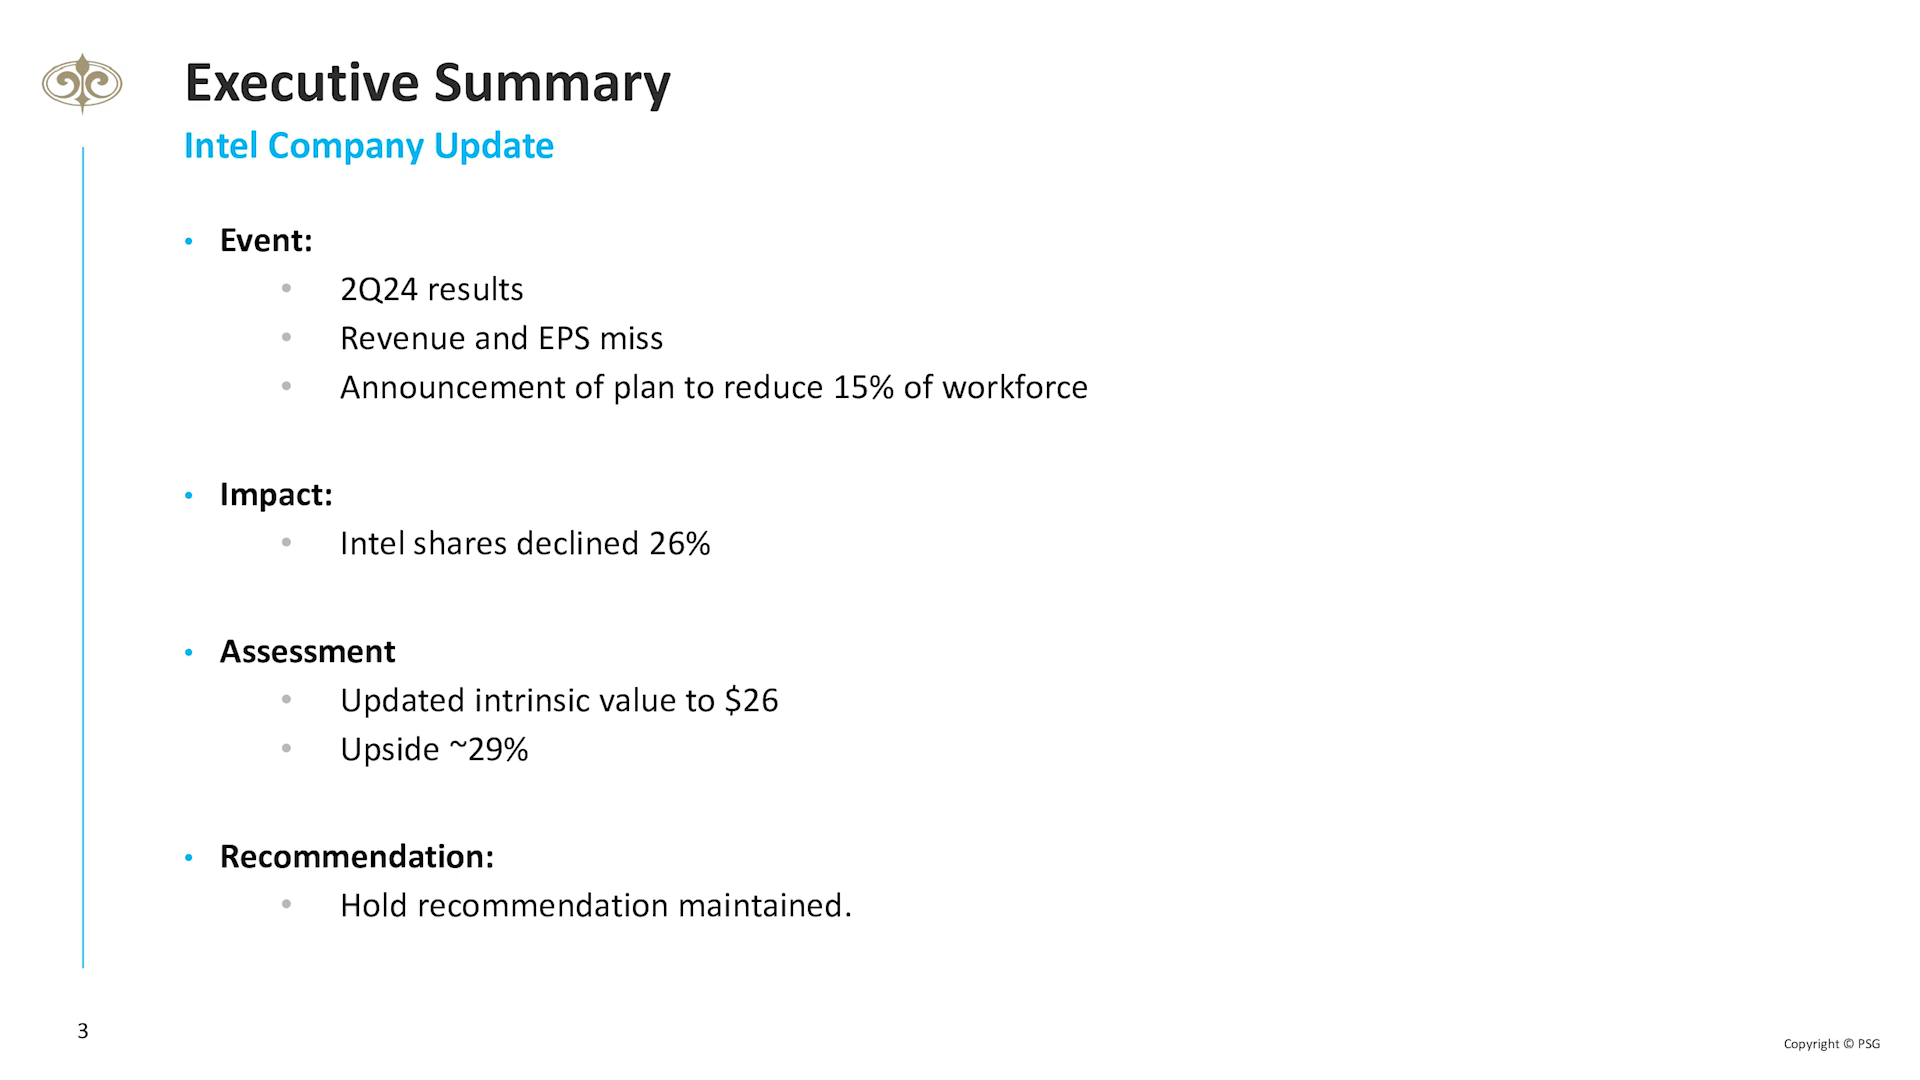 Executive Summary
Intel Company Update
• Event:
• 2Q24 results
• Revenue and EPS miss
• Announcement of plan to reduce 15% of workforce
• Impact:
• Intel shares declined 26%
• Assessment
• Updated intrinsic value to $26
• Upside ~29%
• Recommendation:
• Hold recommendation maintained.
3
Copyright © PSG